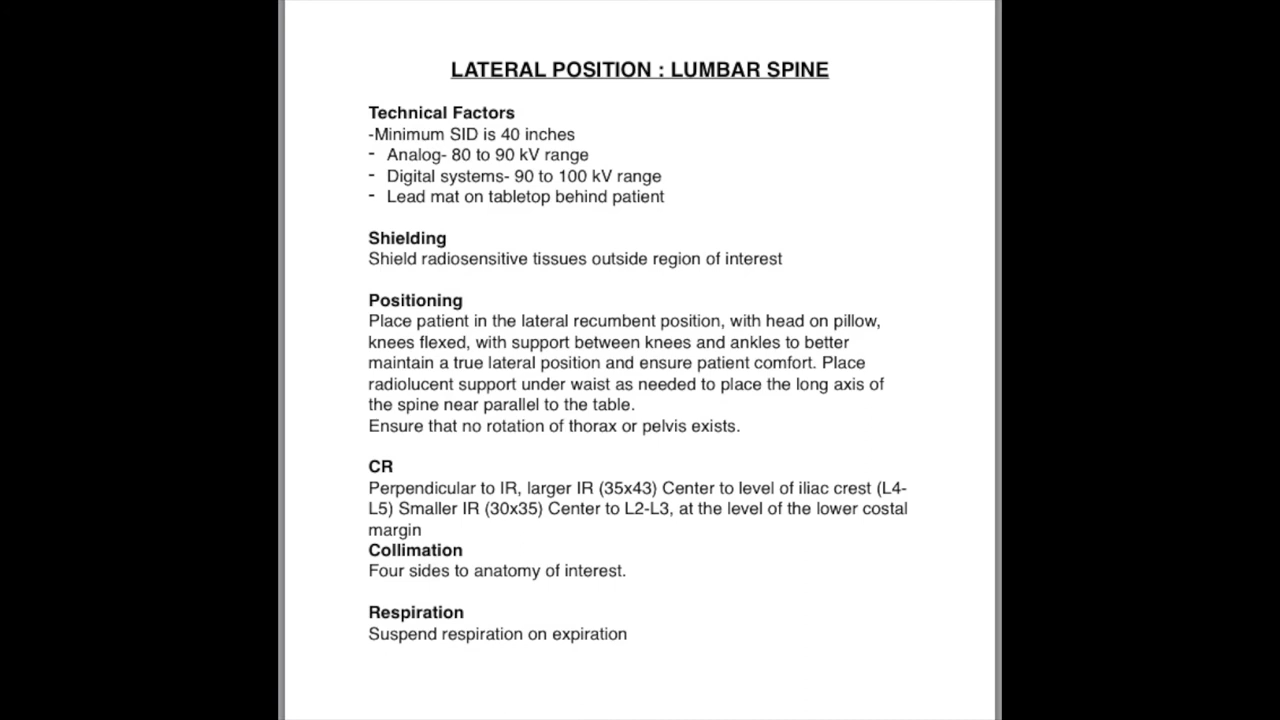 LATERAL POSITION : LUMBAR SPINE
Technical Factors
-Minimum SID is 40 inches
- Analog- 80 to 90 kV range
- Digital systems- 90 to 100 kV range
- Lead mat on tabletop behind patient
Shielding
Shield radiosensitive tissues outside region of interest
Positioning
Place patient in the lateral recumbent position, with head on pillow,
knees flexed, with support between knees and ankles to better
maintain a true lateral position and ensure patient comfort. Place
radiolucent support under waist as needed to place the long axis of
the spine near parallel to the table.
Ensure that no rotation of thorax or pelvis exists.
CR
Perpendicular to IR, larger IR (35x43) Center to level of iliac crest (L4-
L5) Smaller IR (30x35) Center to L2-L3, at the level of the lower costal
margin
Collimation
Four sides to anatomy of interest.
Respiration
Suspend respiration on expiration